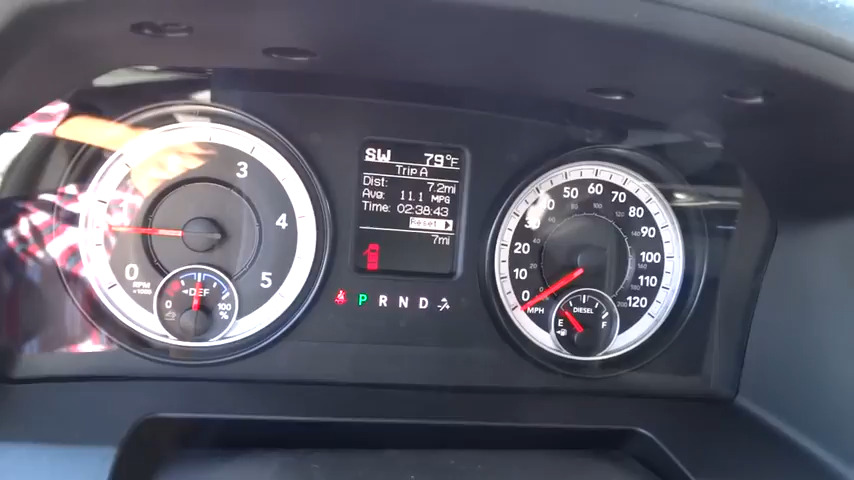 SW 79°F
Trip A
Dist: 7.2mi
Avg: 11.1 MPG
Time: 02:38:43
Reset
7mi
P R N D
0 3 4 5
RPM
×1000
DEF
0 100
%
0 10 20 30 50 60 70 80 90 100 110 120
MPH
DIESEL
E F